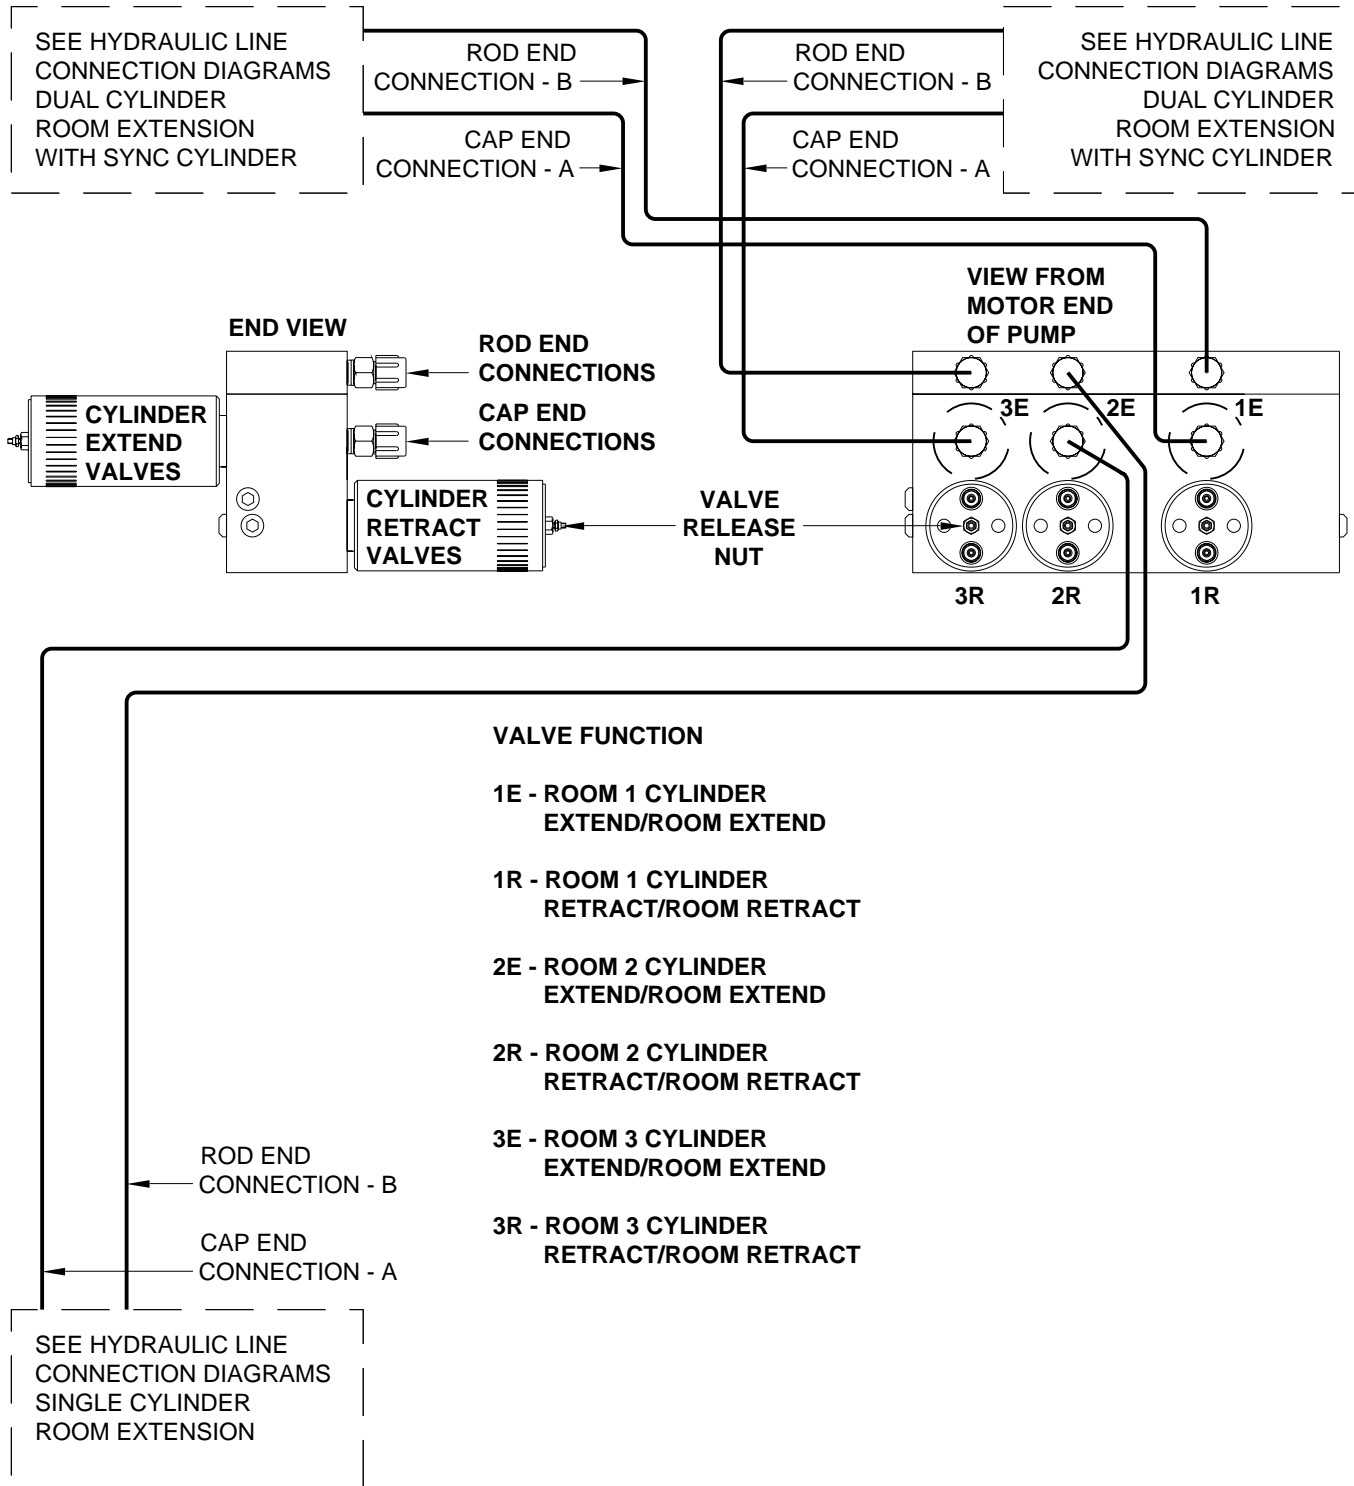 SEE HYDRAULIC LINE
CONNECTION DIAGRAMS
DUAL CYLINDER
ROOM EXTENSION
WITH SYNC CYLINDER
ROD END
CONNECTION - B
CAP END
CONNECTION - A
ROD END
CONNECTION - B
CAP END
CONNECTION - A
SEE HYDRAULIC LINE
CONNECTION DIAGRAMS
DUAL CYLINDER
ROOM EXTENSION
WITH SYNC CYLINDER
END VIEW
ROD END
CONNECTIONS
CAP END
CONNECTIONS
CYLINDER
EXTEND
VALVES
CYLINDER
RETRACT
VALVES
VALVE
RELEASE
NUT
VIEW FROM
MOTOR END
OF PUMP
3E
2E
1E
3R
2R
1R
VALVE FUNCTION
1E - ROOM 1 CYLINDER
EXTEND/ROOM EXTEND
1R - ROOM 1 CYLINDER
RETRACT/ROOM RETRACT
2E - ROOM 2 CYLINDER
EXTEND/ROOM EXTEND
2R - ROOM 2 CYLINDER
RETRACT/ROOM RETRACT
3E - ROOM 3 CYLINDER
EXTEND/ROOM EXTEND
3R - ROOM 3 CYLINDER
RETRACT/ROOM RETRACT
ROD END
CONNECTION - B
CAP END
CONNECTION - A
SEE HYDRAULIC LINE
CONNECTION DIAGRAMS
SINGLE CYLINDER
ROOM EXTENSION